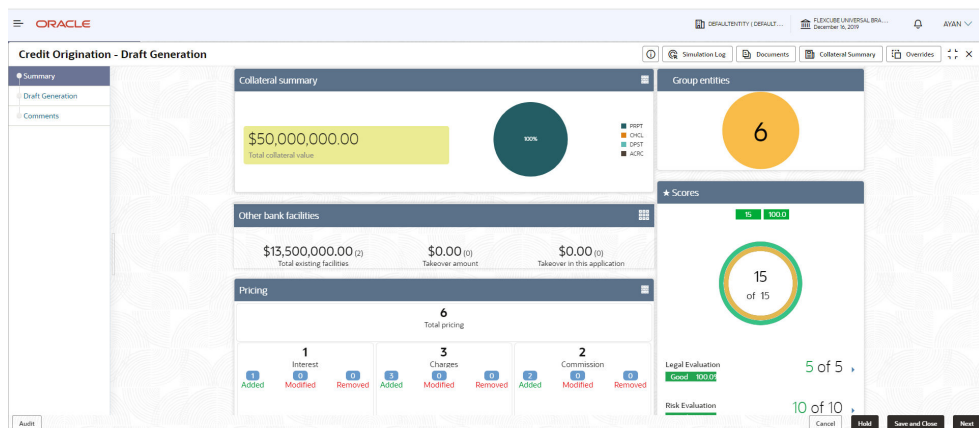 ORACLE
DEFAULTENTITY ( DEFAULT...
FLEXCUBE UNIVERSAL BRA...
December 16, 2019
AYAN
Credit Origination - Draft Generation
Simulation Log
Documents
Collateral Summary
Overrides
Summary
Draft Generation
Comments
Collateral summary
$50,000,000.00
Total collateral value
100%
PRPT
CHCL
DPST
ACRC
Group entities
6
Other bank facilities
$13,500,000.00 (2)
Total existing facilities
$0.00 (0)
Takeover amount
$0.00 (0)
Takeover in this application
Pricing
6
Total pricing
1
Interest
1 0 0
Added Modified Removed
3
Charges
3 0 0
Added Modified Removed
2
Commission
2 0 0
Added Modified Removed
Scores
15 100.0
15
of 15
Legal Evaluation
Good 100.0%
5 of 5
Risk Evaluation
10 of 10
Audit
Cancel
Hold
Save and Close
Next